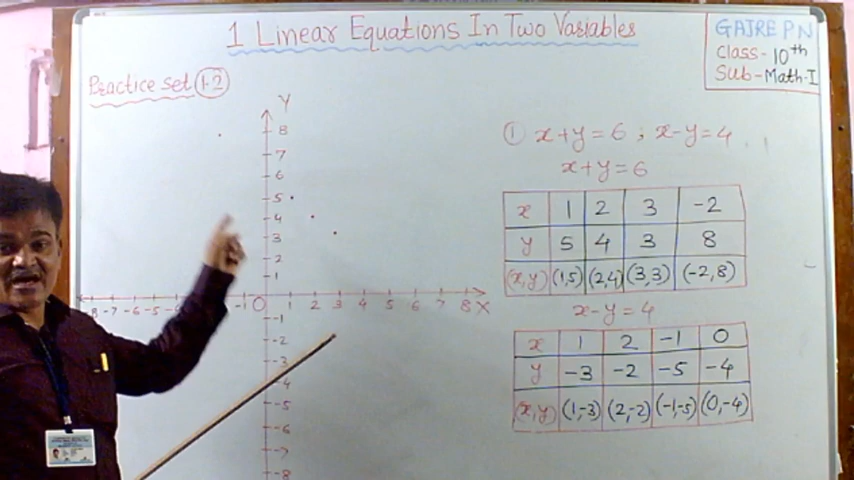 1 Linear Equations In Two Variables
GAJRE PN
Class- 10th
Sub- Math-I
Practice Set 1.2
Y
8
7
6
5
4
3
2
1
-8 -7 -6 -5 -4 -1 O 1 2 3 4 5 6 7 8 X
-1
-2
-3
-4
-5
-6
-7
-8
① x+y=6 ; x-y=4
x+y=6
x 1 2 3 -2
y 5 4 3 8
(x,y) (1,5) (2,4) (3,3) (-2,8)
x-y=4
x 1 2 -1 0
y -3 -2 -5 -4
(x,y) (1,-3) (2,-2) (-1,-5) (0,-4)